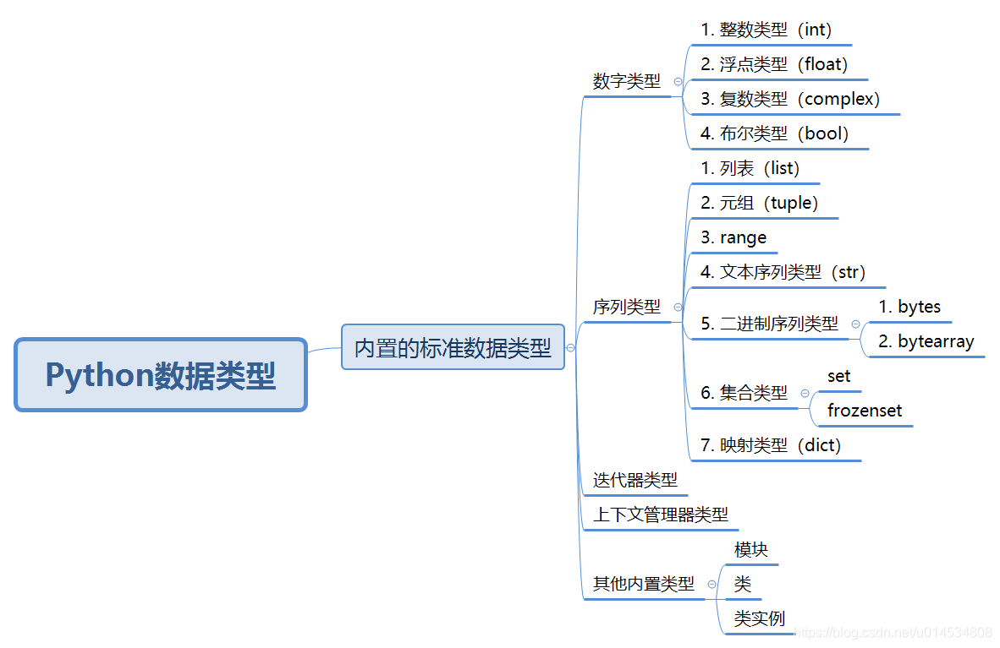 Python数据类型
内置的标准数据类型
数字类型
1. 整数类型（int）
2. 浮点类型（float）
3. 复数类型（complex）
4. 布尔类型（bool）
序列类型
1. 列表（list）
2. 元组（tuple）
3. range
4. 文本序列类型（str）
5. 二进制序列类型
1. bytes
2. bytearray
6. 集合类型
set
frozenset
7. 映射类型（dict）
迭代器类型
上下文管理器类型
其他内置类型
模块
类
类实例
https://blog.csdn.net/u014534808